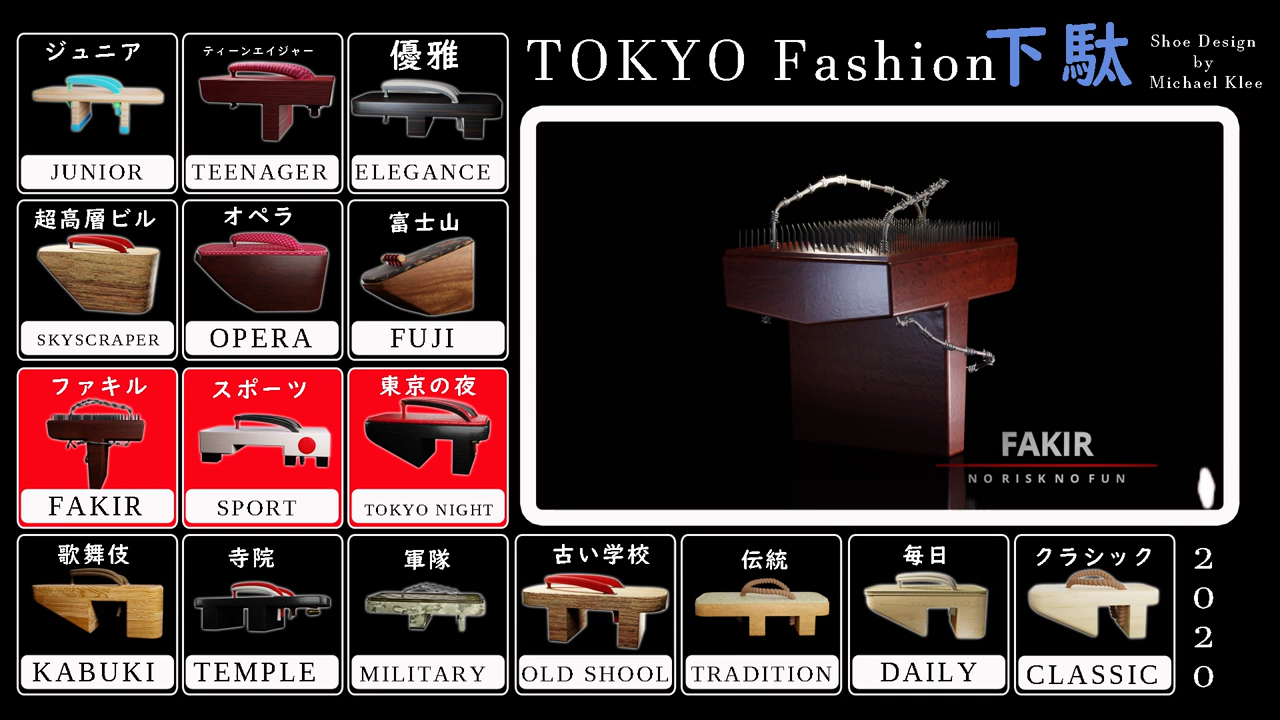 TOKYO Fashion下駄
Shoe Design
by
Michael Klee
ジュニア
JUNIOR
ティーンエイジャー
TEENAGER
優雅
ELEGANCE
超高層ビル
SKYSCRAPER
オペラ
OPERA
富士山
FUJI
ファキル
FAKIR
スポーツ
SPORT
東京の夜
TOKYO NIGHT
FAKIR
NO RISK NO FUN
歌舞伎
KABUKI
寺院
TEMPLE
軍隊
MILITARY
古い学校
OLD SHOOL
伝統
TRADITION
毎日
DAILY
クラシック
CLASSIC
2020